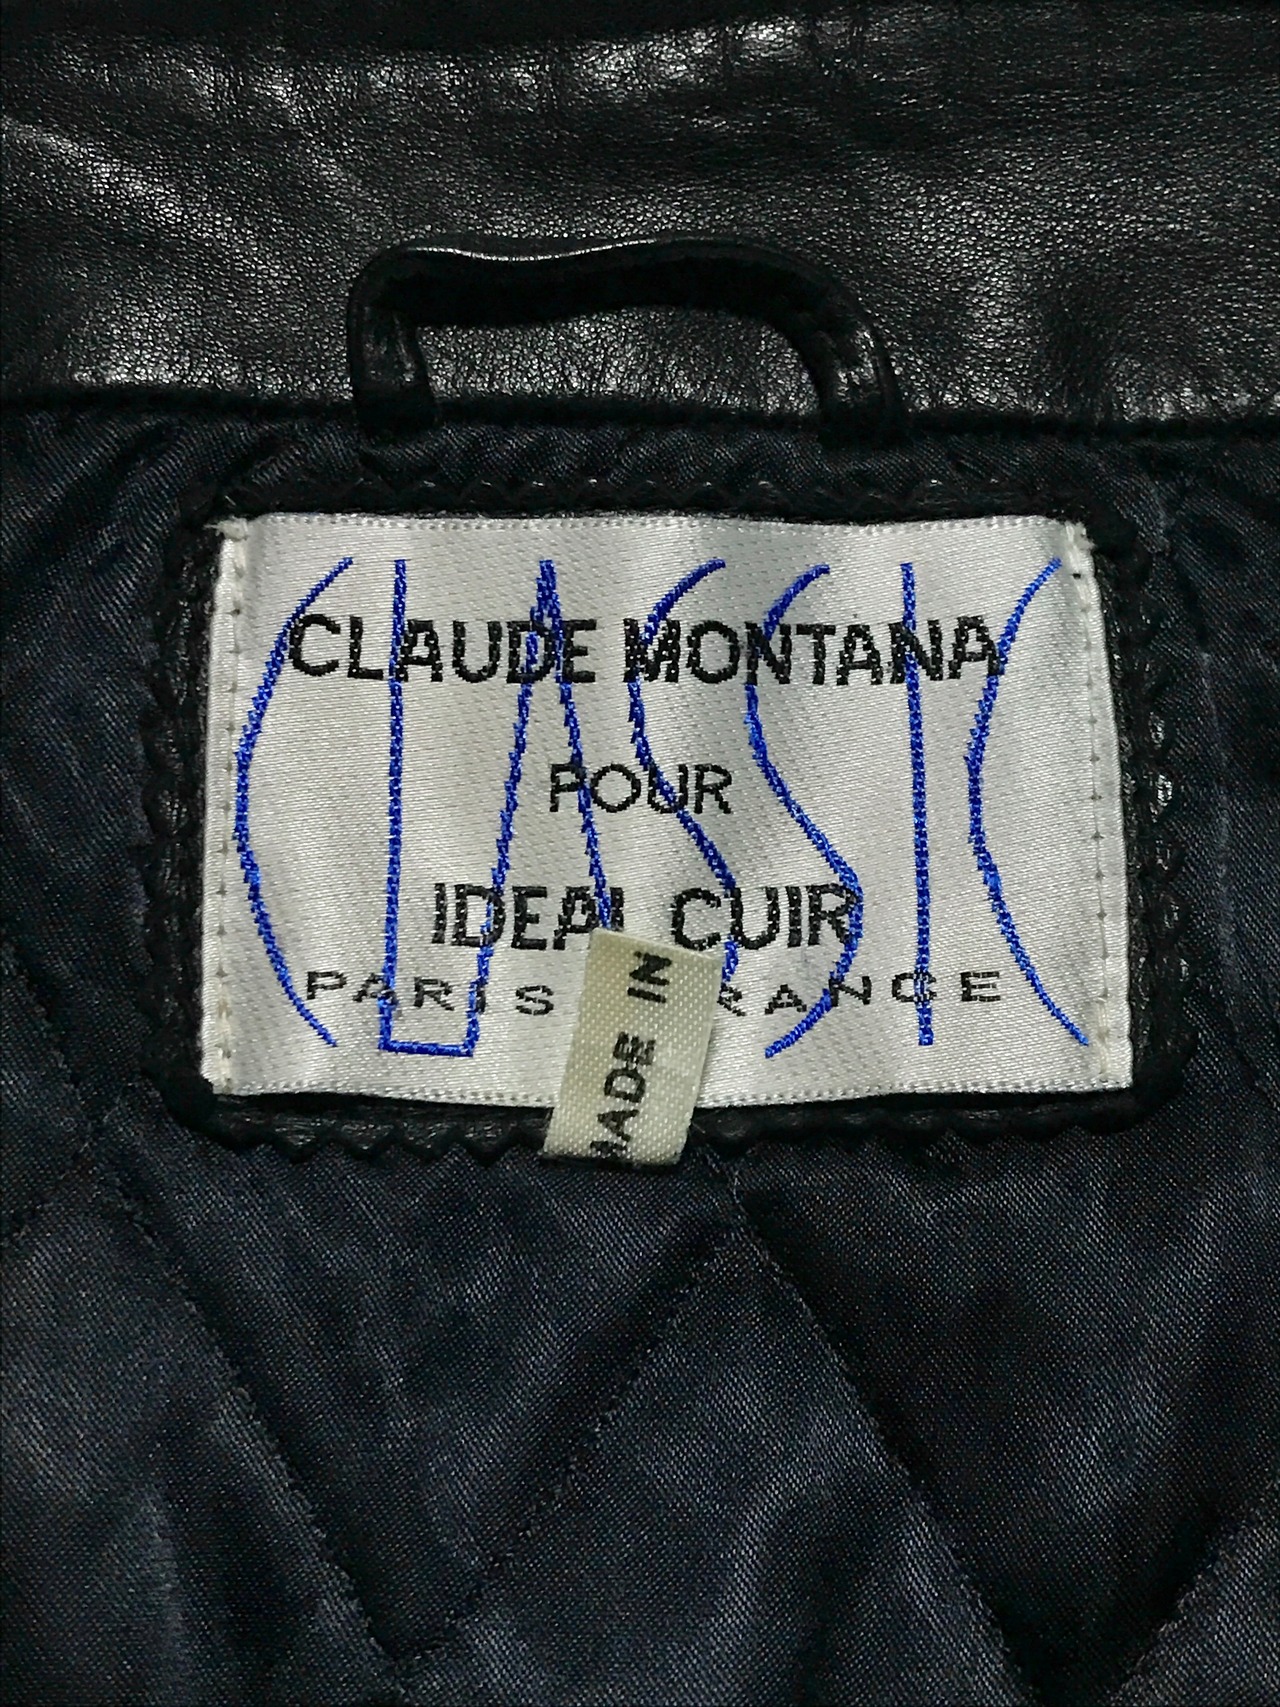 CLASSIC
CLAUDE MONTANA
POUR
IDEAL CUIR
PARIS FRANCE
MADE IN